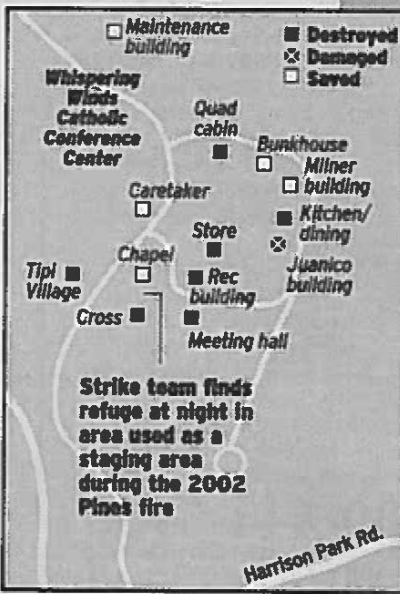 Maintenance
building
Destroyed
Damaged
Saved
Whispering
Winds
Catholic
Conference
Center
Quad
cabin
Bunkhouse
Milner
building
Caretaker
Kitchen/
dining
Store
Chapel
Juanico
building
Tipi
Village
Rec
building
Cross
Meeting hall
Strike team finds
refuge at night in
area used as a
staging area
during the 2002
Pines fire
Harrison Park Rd.